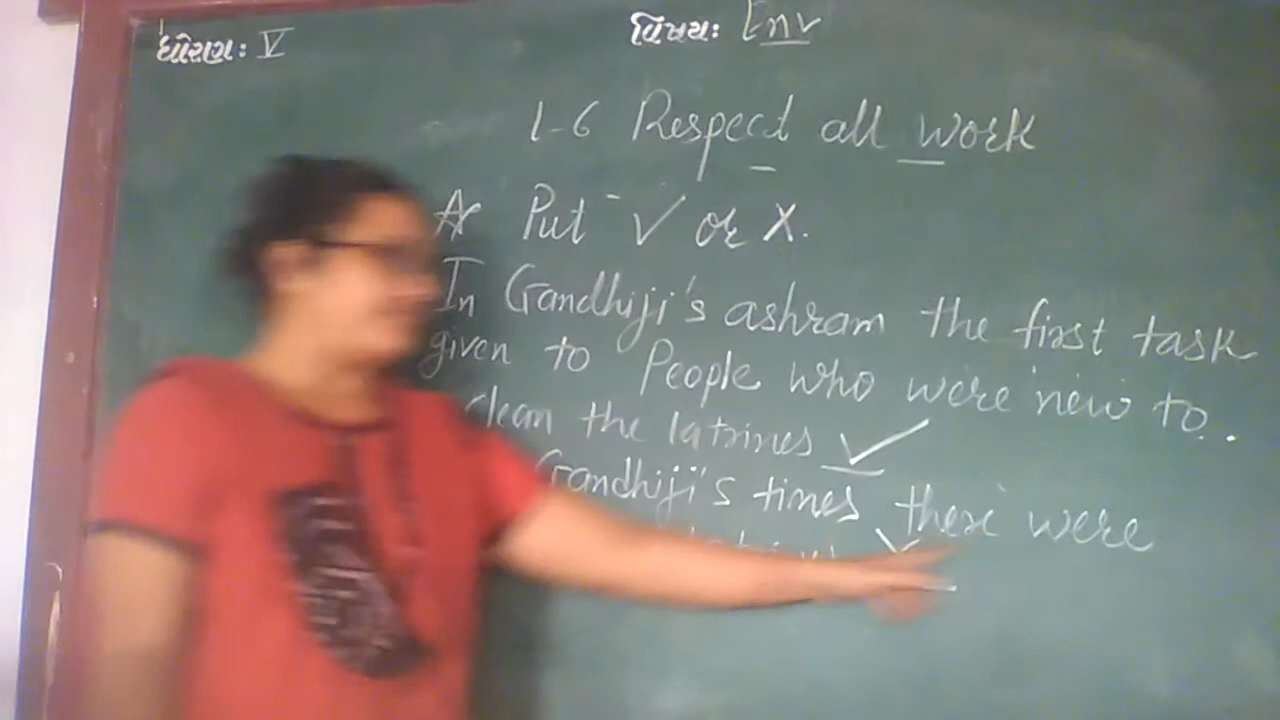 ધોરણ: V
વિષય: Env
1-6 Respect all work
A Put ✓ or X.
In Gandhiji's ashram the first task
given to People who were new to..
clean the latrines ✓
Gandhiji's times there were